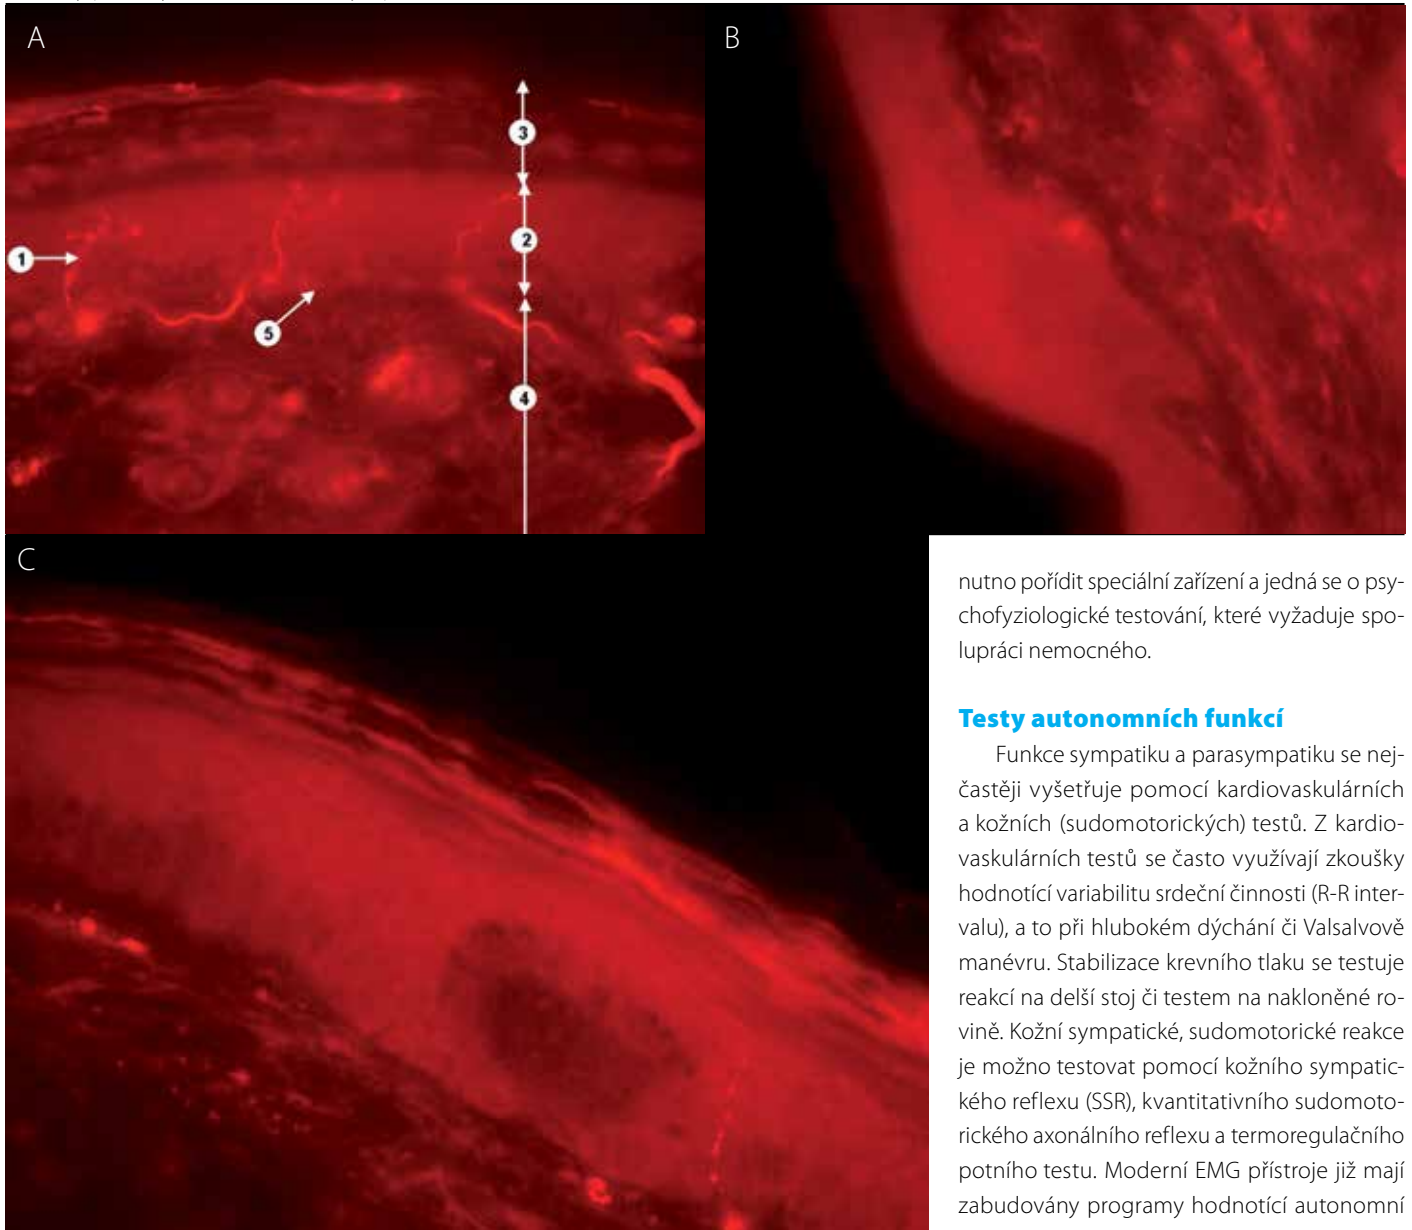 A
B
3
2
1
5
4
C
nutno pořídit speciální zařízení a jedná se o psy-
chofyziologické testování, které vyžaduje spo-
lupráci nemocného.
Testy autonomních funkcí
Funkce sympatiku a parasympatiku se nej-
častěji vyšetřuje pomocí kardiovaskulárních
a kožních (sudomotorických) testů. Z kardio-
vaskulárních testů se často využívají zkoušky
hodnotící variabilitu srdeční činnosti (R-R inter-
valu), a to při hlubokém dýchání či Valsalvově
manévru. Stabilizace krevního tlaku se testuje
reakcí na delší stoj či testem na nakloněné ro-
vině. Kožní sympatické, sudomotorické reakce
je možno testovat pomocí kožního sympatic-
kého reflexu (SSR), kvantitativního sudomoto-
rického axonálního reflexu a termoregulačního
potního testu. Moderní EMG přístroje již mají
zabudovány programy hodnotící autonomní